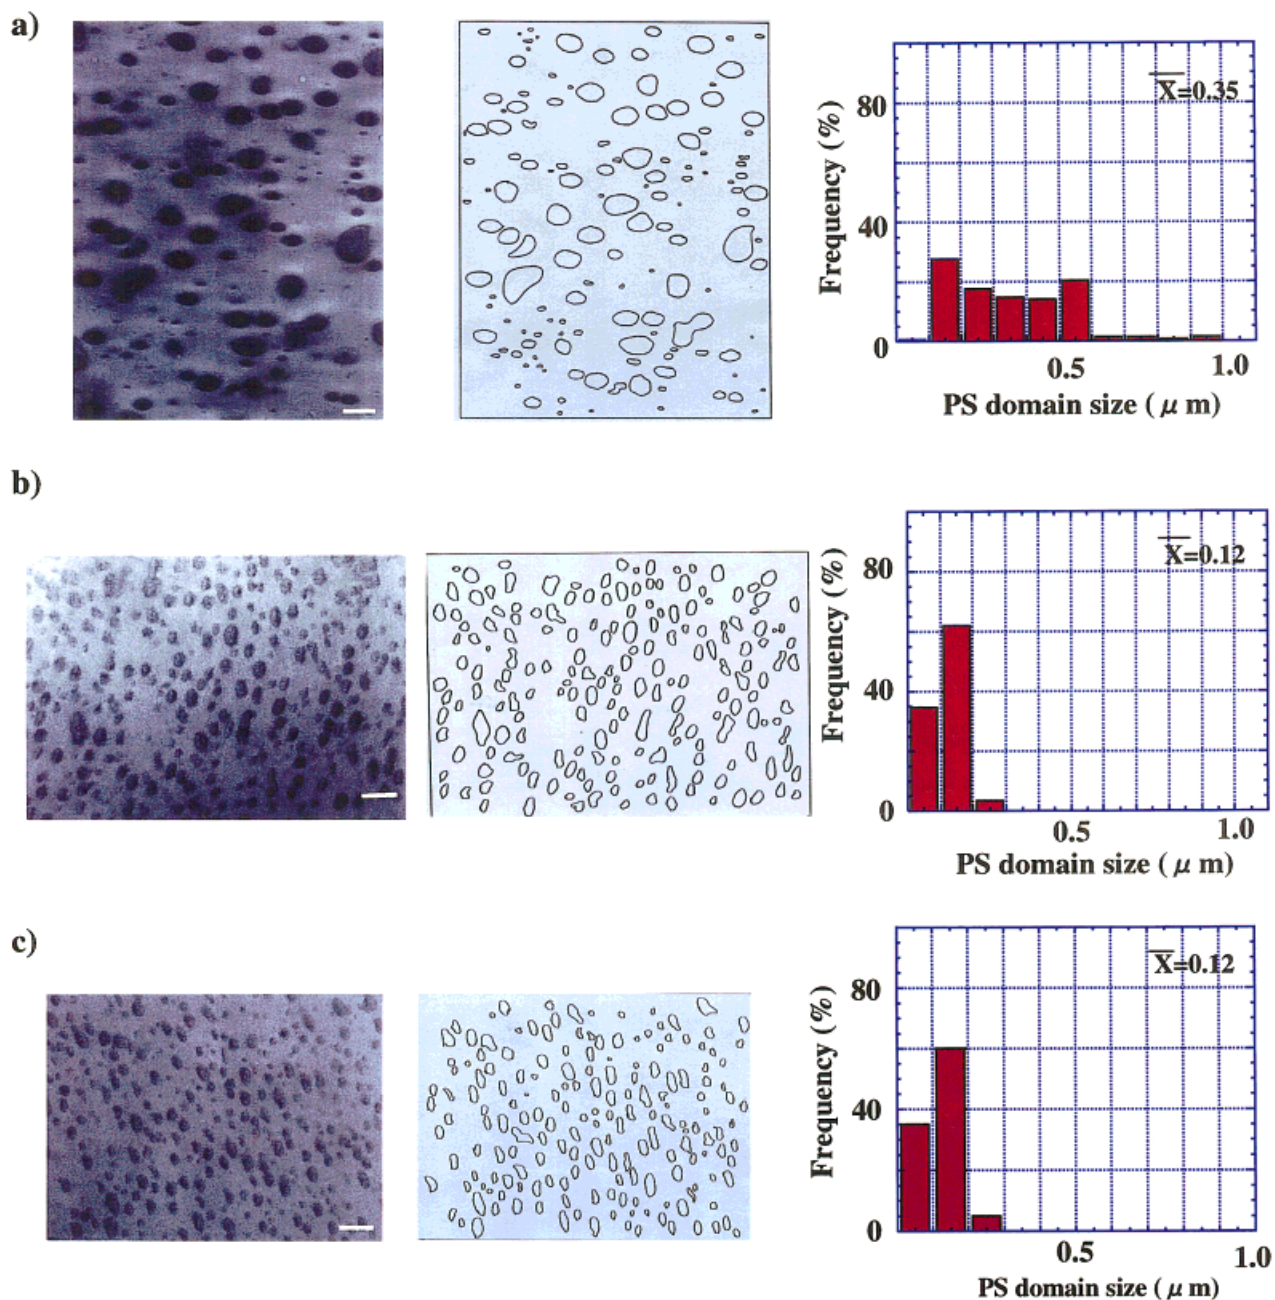 a)
X=0.35
80
Frequency (%)
40
0
0.5
1.0
PS domain size ( μ m)
b)
X=0.12
80
Frequency (%)
40
0
0.5
1.0
PS domain size ( μ m)
c)
X=0.12
80
Frequency (%)
40
0
0.5
1.0
PS domain size ( μ m)